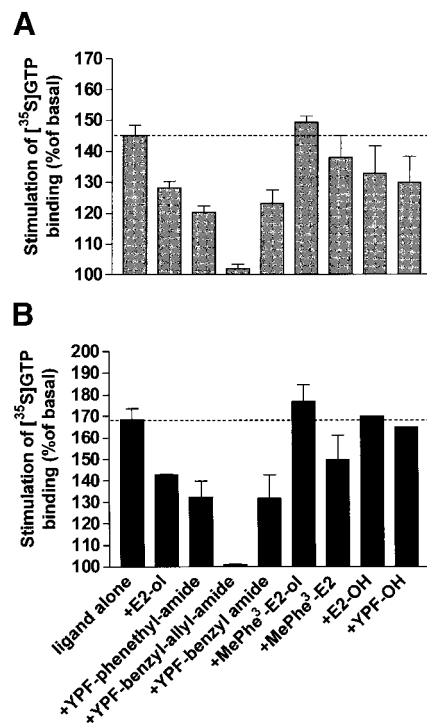 A
Stimulation of [³⁵S]GTP
binding (% of basal)
170
150
140
130
120
110
100
B
Stimulation of [³⁵S]GTP
binding (%of basal)
200
190
180
170
160
150
140
130
120
110
100
ligand alone
+E2-ol
+YPF-phenethyl-amide
+YPF-benzyl-allyl-amide
+YPF-benzyl amide
+MePhe³-E2-ol
+MePhe³-E2
+E2-OH
+YPF-OH